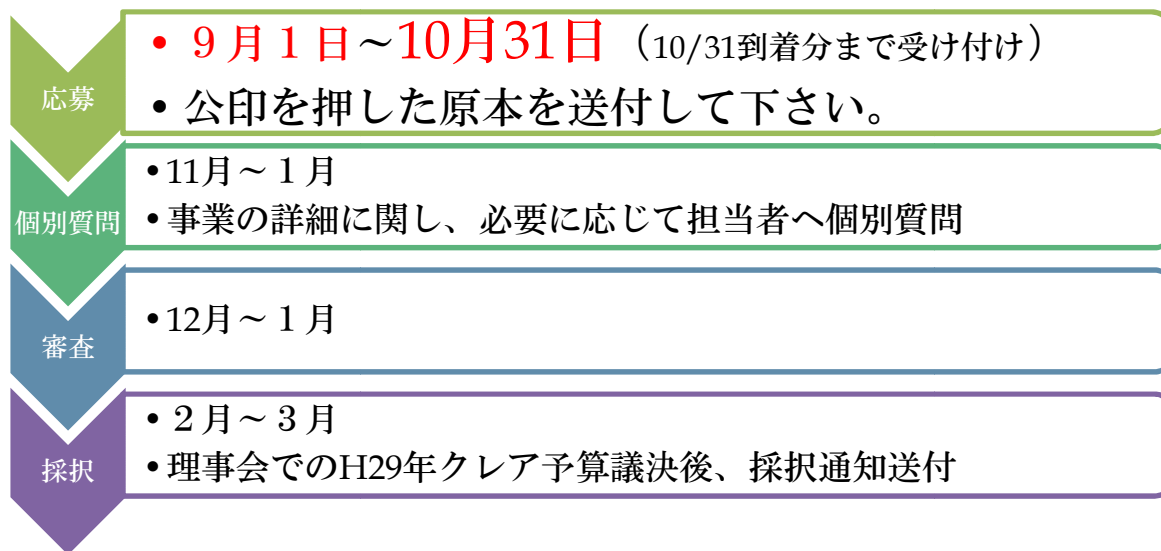 応募
• ９月１日～10月31日（10/31到着分まで受け付け）
• 公印を押した原本を送付して下さい。
個別質問
•11月～１月
•事業の詳細に関し、必要に応じて担当者へ個別質問
審査
•12月～１月
採択
•２月～３月
•理事会でのH29年クレア予算議決後、採択通知送付